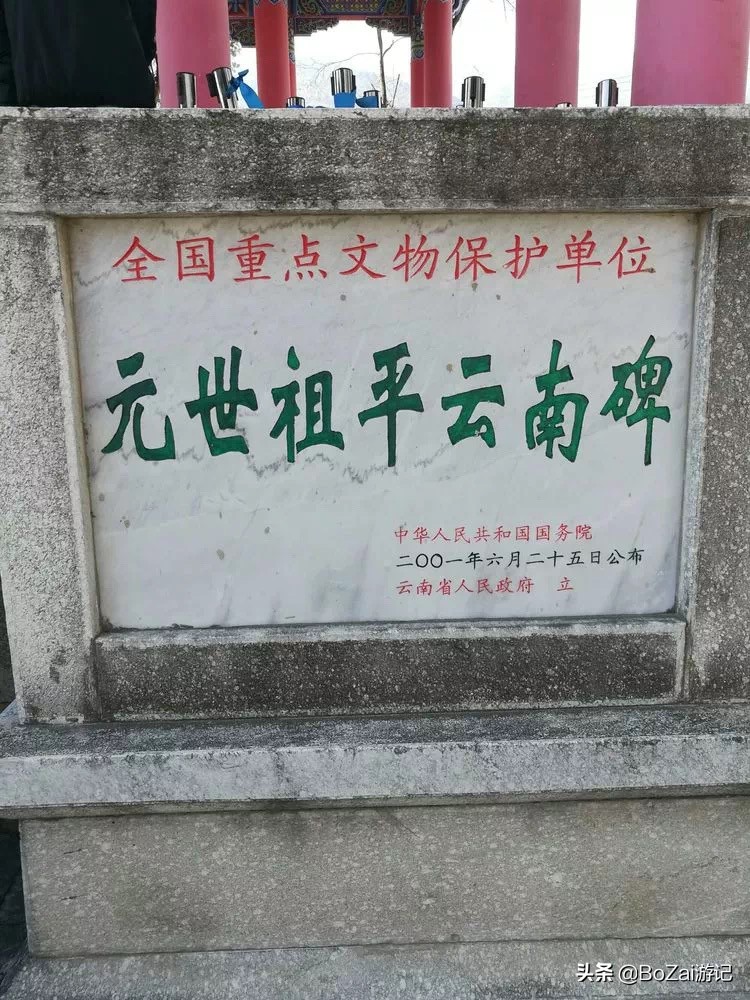 全国重点文物保护单位
元世祖平云南碑
中华人民共和国国务院
二〇〇一年六月二十五日公布
云南省人民政府 立
头条 @BoZai游记